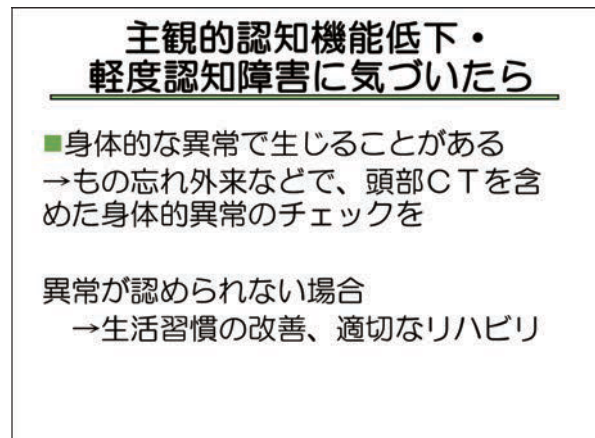 主観的認知機能低下・
軽度認知障害に気づいたら
■身体的な異常で生じることがある
→もの忘れ外来などで、頭部ＣＴを含
めた身体的異常のチェックを
異常が認められない場合
→生活習慣の改善、適切なリハビリ